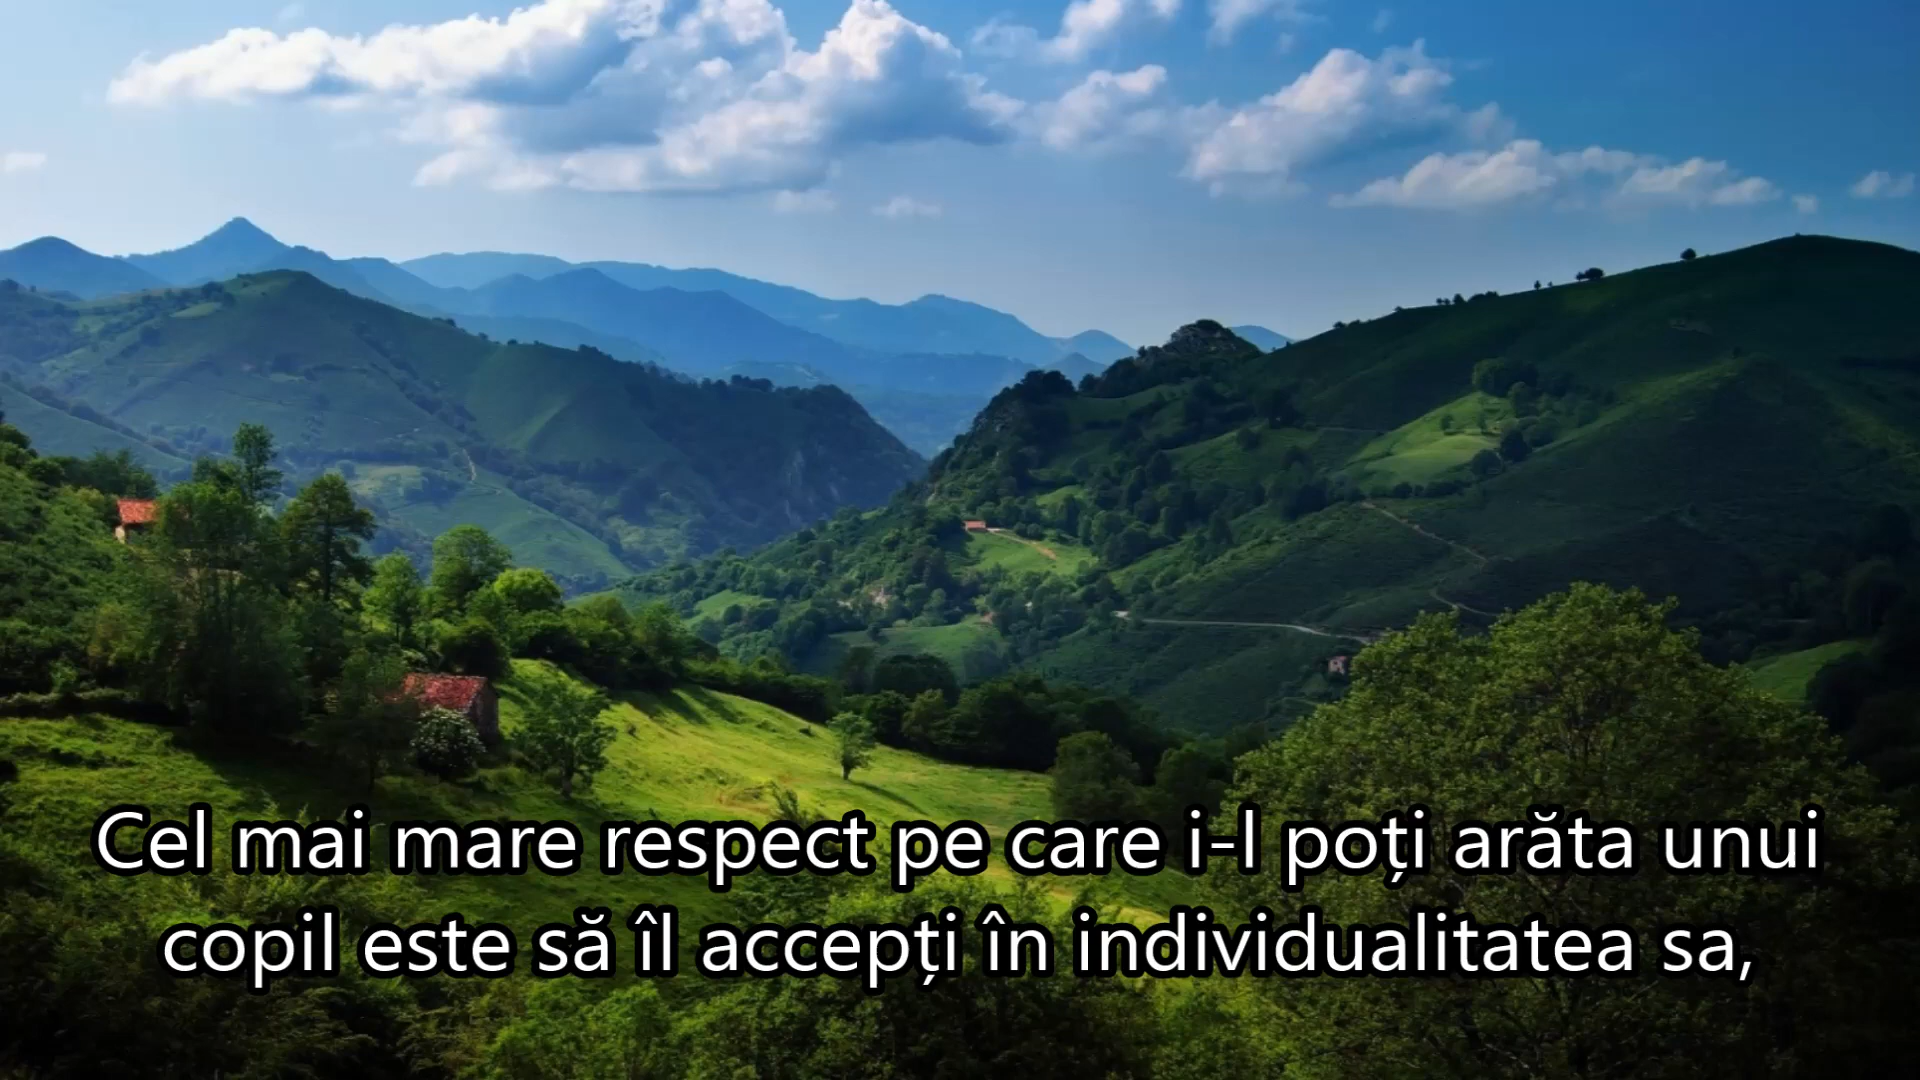 Cel mai mare respect pe care i-l poți arăta unui
copil este să îl accepți în individualitatea sa,